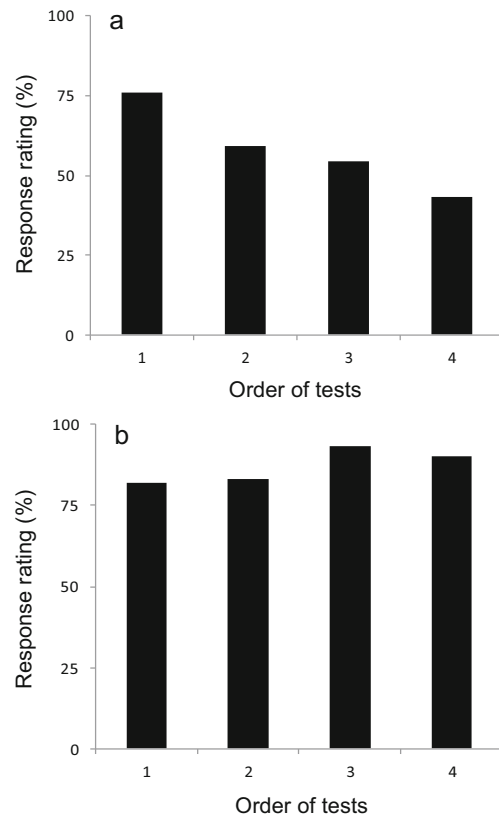 a
100
75
50
25
0
Response rating (%)
1 2 3 4
Order of tests
b
100
75
50
25
0
Response rating (%)
1 2 3 4
Order of tests